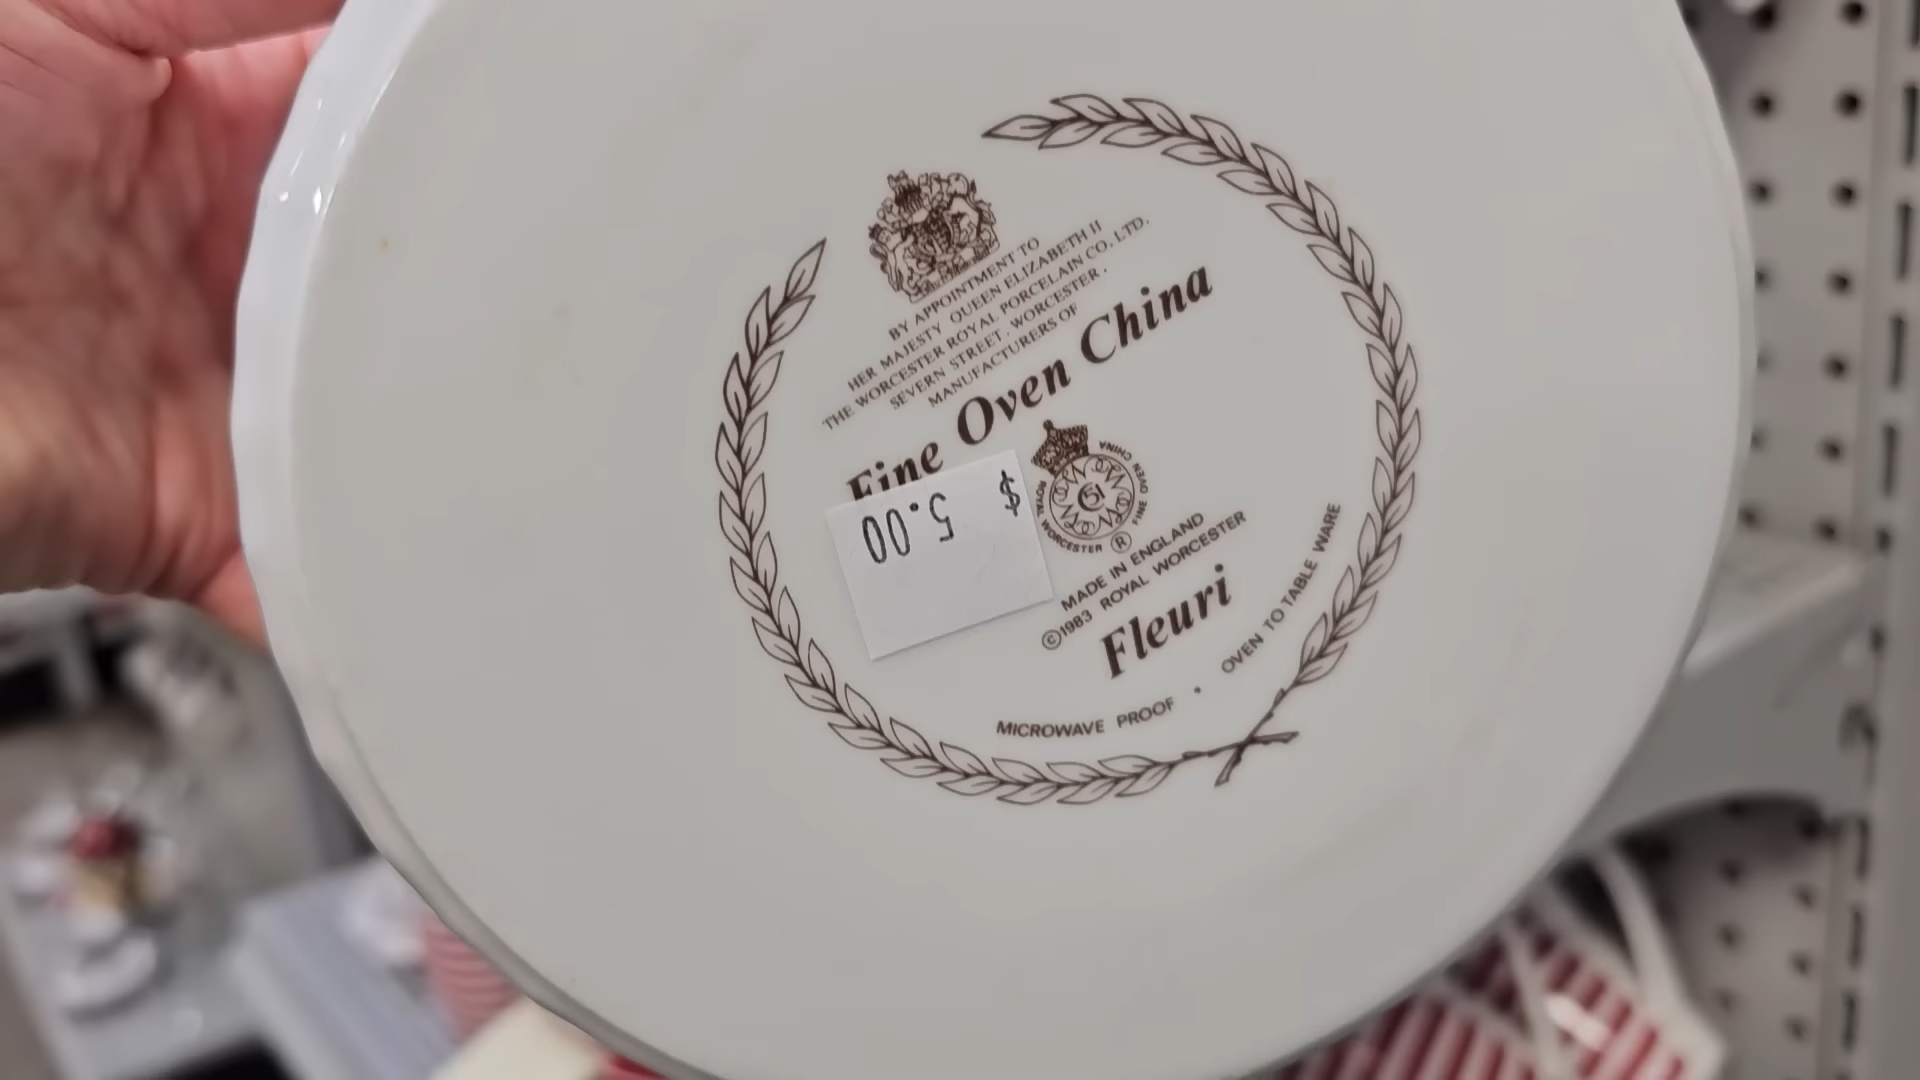 BY APPOINTMENT TO
HER MAJESTY QUEEN ELIZABETH II
THE WORCESTER ROYAL PORCELAIN CO. LTD.
SEVERN STREET. WORCESTER.
MANUFACTURERS OF
Fine Oven China
$ 5.00
ROYAL WORCESTER FINE OVEN CHINA
51
®
MADE IN ENGLAND
©1983 ROYAL WORCESTER
Fleuri
MICROWAVE PROOF • OVEN TO TABLE WARE